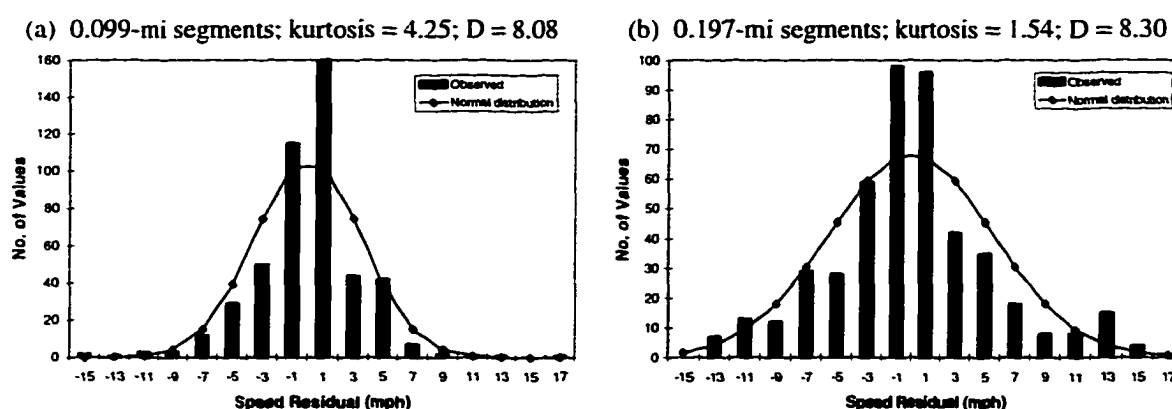 (a) 0.099-mi segments; kurtosis = 4.25; D = 8.08
160
140
120
100
80
60
40
20
0
No. of Values
Observed
Normal distribution
-15 -13 -11 -9 -7 -5 -3 -1 1 3 5 7 9 11 13 15 17
Speed Residual (mph)
(b) 0.197-mi segments; kurtosis = 1.54; D = 8.30
100
90
80
70
60
50
40
30
20
10
0
No. of Values
Observed
Normal distribution
-15 -13 -11 -9 -7 -5 -3 -1 1 3 5 7 9 11 13 15 17
Speed Residual (mph)